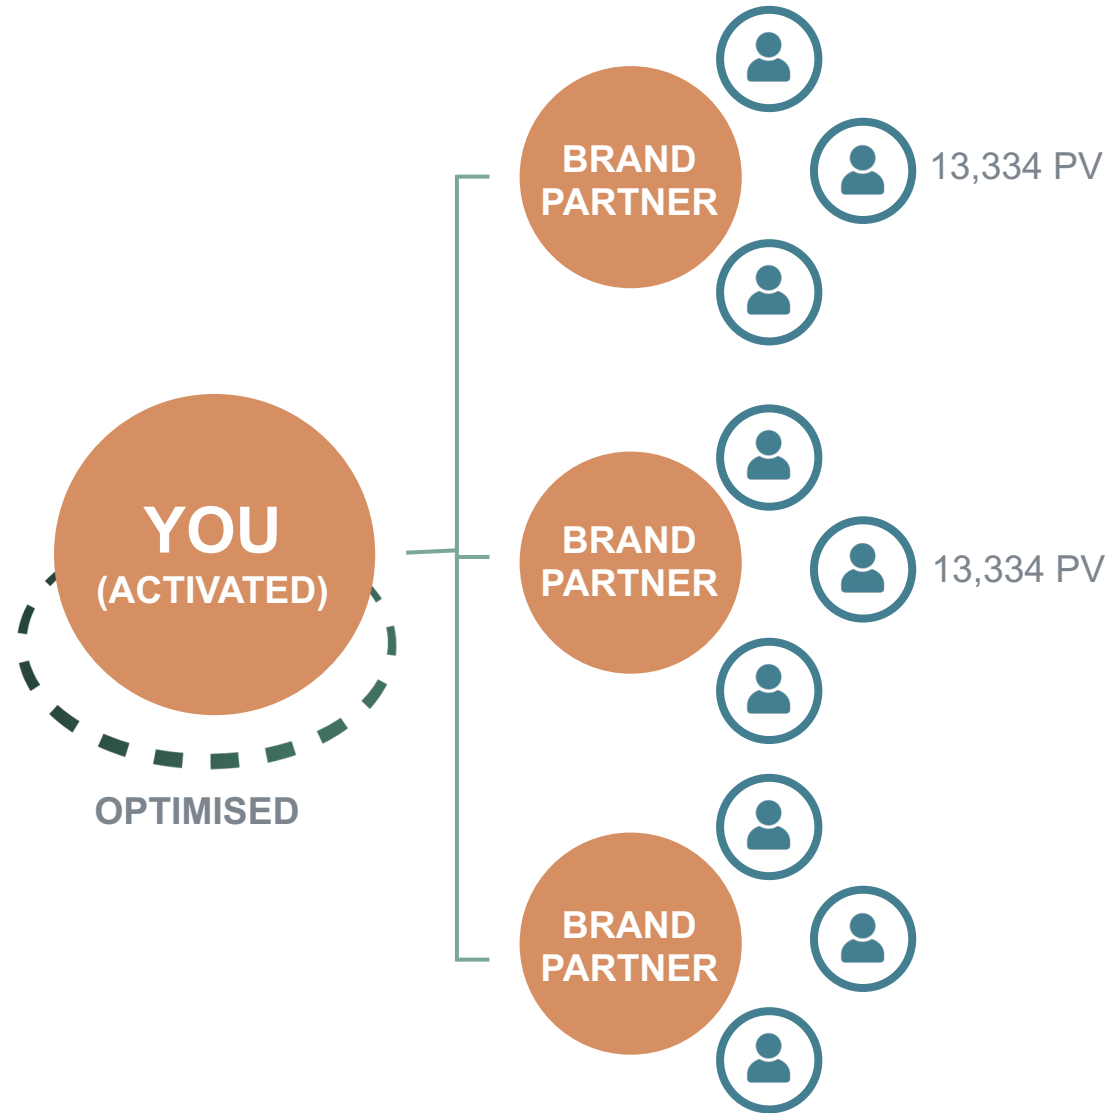 BRAND
PARTNER
13,334 PV
YOU
(ACTIVATED)
OPTIMISED
BRAND
PARTNER
13,334 PV
BRAND
PARTNER